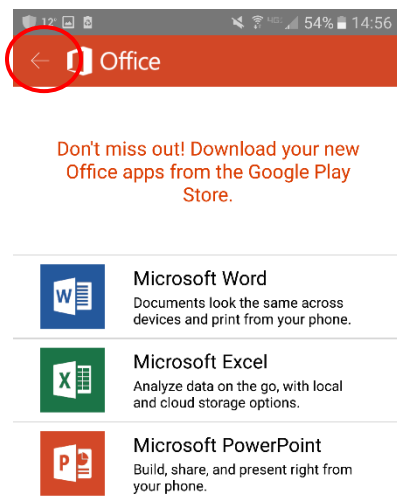 12° 4G 54% 14:56
Office
Don't miss out! Download your new
Office apps from the Google Play
Store.
W
Microsoft Word
Documents look the same across
devices and print from your phone.
X
Microsoft Excel
Analyze data on the go, with local
and cloud storage options.
P
Microsoft PowerPoint
Build, share, and present right from
your phone.